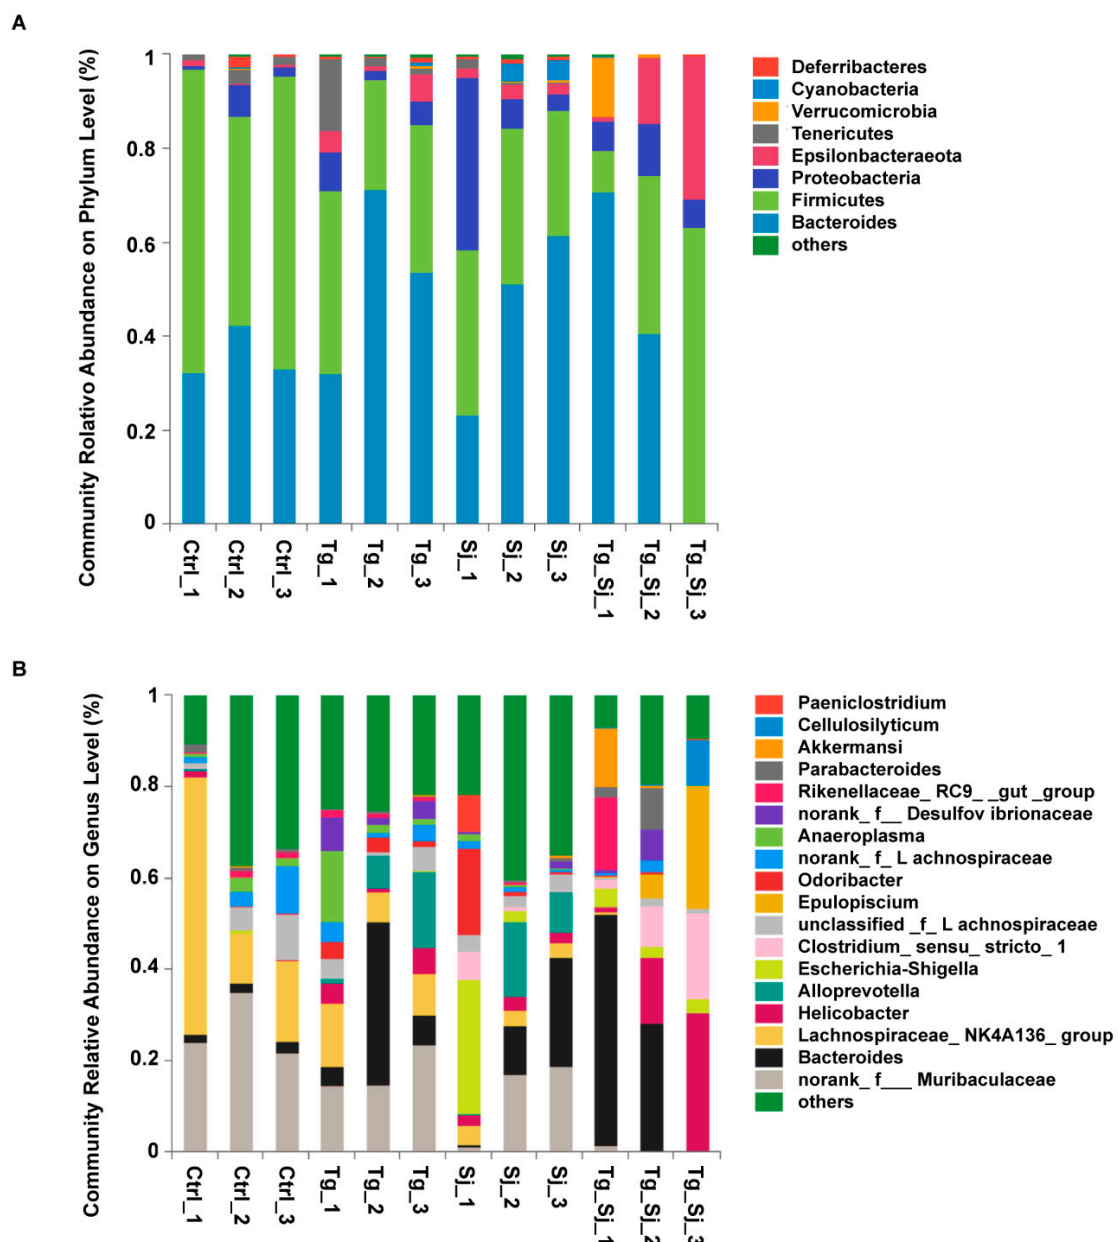 A
Community Rolativo Abundance on Phylum Level (%)
1
0.8
0.6
0.4
0.2
0
Ctrl_1
Ctrl_2
Ctrl_3
Tg_1
Tg_2
Tg_3
Sj_1
Sj_2
Sj_3
Tg_Sj_1
Tg_Sj_2
Tg_Sj_3
Deferribacteres
Cyanobacteria
Verrucomicrobia
Tenericutes
Epsilonbacteraeota
Proteobacteria
Firmicutes
Bacteroides
others
B
Community Relative Abundance on Genus Level (%)
1
0.8
0.6
0.4
0.2
0
Ctrl_1
Ctrl_2
Ctrl_3
Tg_1
Tg_2
Tg_3
Sj_1
Sj_2
Sj_3
Tg_Sj_1
Tg_Sj_2
Tg_Sj_3
Paeniclostridium
Cellulosilyticum
Akkermansi
Parabacteroides
Rikenellaceae_ RC9_ _gut _group
norank_ f__ Desulfov ibrionaceae
Anaeroplasma
norank_ f_ L achnospiraceae
Odoribacter
Epulopiscium
unclassified _f_ L achnospiraceae
Clostridium_ sensu_ stricto_ 1
Escherichia-Shigella
Alloprevotella
Helicobacter
Lachnospiraceae_ NK4A136_ group
Bacteroides
norank_ f___ Muribaculaceae
others